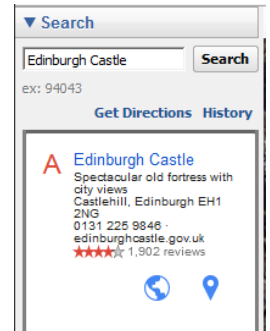 ▼ Search
Edinburgh Castle Search
ex: 94043
Get Directions History
A Edinburgh Castle
Spectacular old fortress with
city views
Castlehill, Edinburgh EH1
2NG
0131 225 9846 ·
edinburghcastle.gov.uk
1,902 reviews